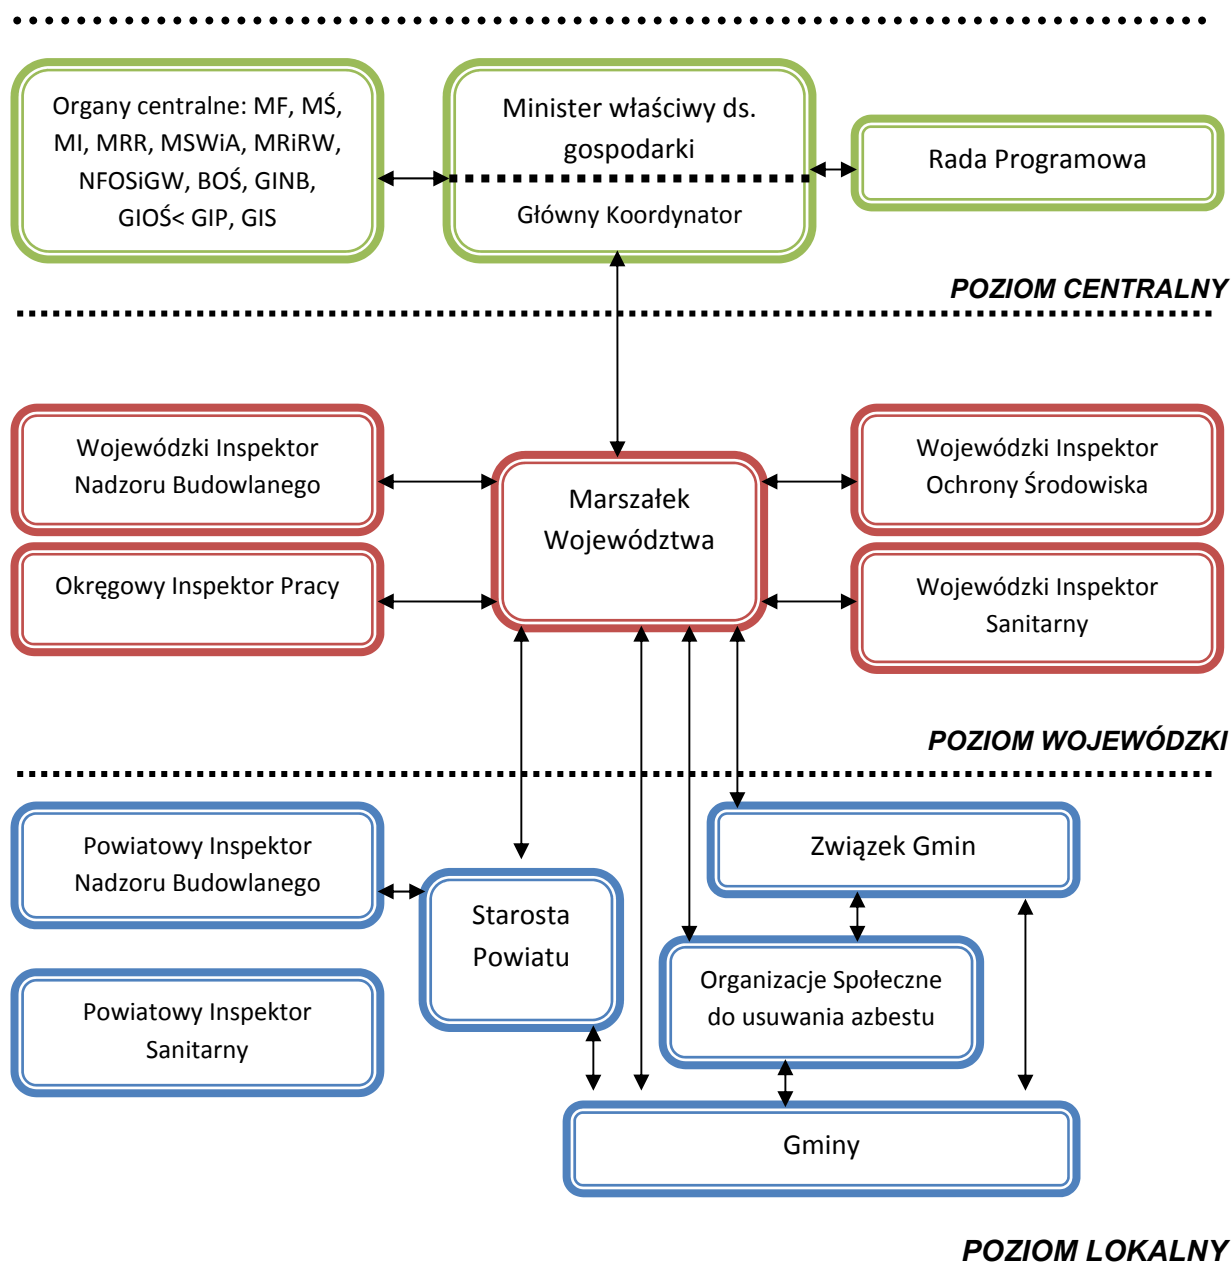 Organy centralne: MF, MŚ,
MI, MRR, MSWiA, MRiRW,
NFOSiGW, BOŚ, GINB,
GIOŚ< GIP, GIS
Minister właściwy ds.
gospodarki
Główny Koordynator
Rada Programowa
POZIOM CENTRALNY
Wojewódzki Inspektor
Nadzoru Budowlanego
Okręgowy Inspektor Pracy
Marszałek
Województwa
Wojewódzki Inspektor
Ochrony Środowiska
Wojewódzki Inspektor
Sanitarny
POZIOM WOJEWÓDZKI
Powiatowy Inspektor
Nadzoru Budowlanego
Powiatowy Inspektor
Sanitarny
Starosta
Powiatu
Związek Gmin
Organizacje Społeczne
do usuwania azbestu
Gminy
POZIOM LOKALNY